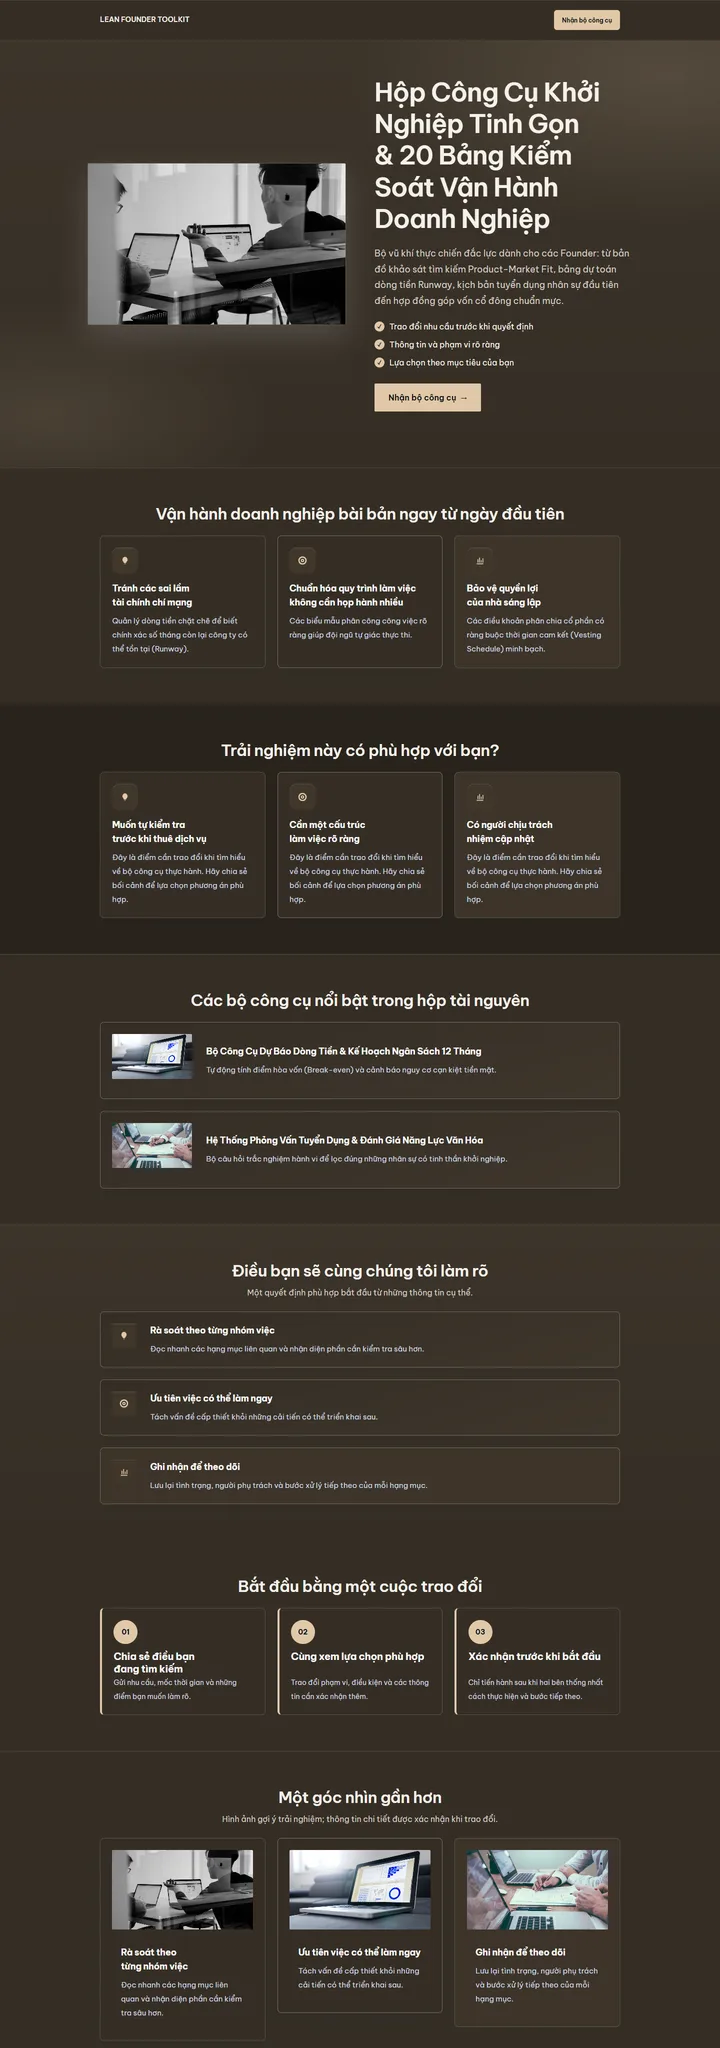 LEAN FOUNDER TOOLKIT
Nhận bộ công cụ
Hộp Công Cụ Khởi
Nghiệp Tinh Gọn
& 20 Bảng Kiểm
Soát Vận Hành
Doanh Nghiệp
Bộ vũ khí thực chiến đắc lực dành cho các Founder: từ bản
đồ khảo sát tìm kiếm Product-Market Fit, bảng dự toán
dòng tiền Runway, kịch bản tuyển dụng nhân sự đầu tiên
đến hợp đồng góp vốn cổ đông chuẩn mực.
Trao đổi nhu cầu trước khi quyết định
Thông tin và phạm vi rõ ràng
Lựa chọn theo mục tiêu của bạn
Nhận bộ công cụ →
Vận hành doanh nghiệp bài bản ngay từ ngày đầu tiên
Tránh các sai lầm
tài chính chí mạng
Quản lý dòng tiền chặt chẽ để biết
chính xác số tháng còn lại công ty có
thể tồn tại (Runway).
Chuẩn hóa quy trình làm việc
không cần họp hành nhiều
Các biểu mẫu phân công công việc rõ
ràng giúp đội ngũ tự giác thực thi.
Bảo vệ quyền lợi
của nhà sáng lập
Các điều khoản phân chia cổ phần có
ràng buộc thời gian cam kết (Vesting
Schedule) minh bạch.
Trải nghiệm này có phù hợp với bạn?
Muốn tự kiểm tra
trước khi thuê dịch vụ
Đây là điểm cần trao đổi khi tìm hiểu
về bộ công cụ thực hành. Hãy chia sẻ
bối cảnh để lựa chọn phương án phù
hợp.
Cần một cấu trúc
làm việc rõ ràng
Đây là điểm cần trao đổi khi tìm hiểu
về bộ công cụ thực hành. Hãy chia sẻ
bối cảnh để lựa chọn phương án phù
hợp.
Có người chịu trách
nhiệm cập nhật
Đây là điểm cần trao đổi khi tìm hiểu
về bộ công cụ thực hành. Hãy chia sẻ
bối cảnh để lựa chọn phương án phù
hợp.
Các bộ công cụ nổi bật trong hộp tài nguyên
Bộ Công Cụ Dự Báo Dòng Tiền & Kế Hoạch Ngân Sách 12 Tháng
Tự động tính điểm hòa vốn (Break-even) và cảnh báo nguy cơ cạn kiệt tiền mặt.
Hệ Thống Phỏng Vấn Tuyển Dụng & Đánh Giá Năng Lực Văn Hóa
Bộ câu hỏi trắc nghiệm hành vi để lọc đúng những nhân sự có tinh thần khởi nghiệp.
Điều bạn sẽ cùng chúng tôi làm rõ
Một quyết định phù hợp bắt đầu từ những thông tin cụ thể.
Rà soát theo từng nhóm việc
Đọc nhanh các hạng mục liên quan và nhận diện phần cần kiểm tra sâu hơn.
Ưu tiên việc có thể làm ngay
Tách vấn đề cấp thiết khỏi những cải tiến có thể triển khai sau.
Ghi nhận để theo dõi
Lưu lại tình trạng, người phụ trách và bước xử lý tiếp theo của mỗi hạng mục.
Bắt đầu bằng một cuộc trao đổi
01
Chia sẻ điều bạn
đang tìm kiếm
Gửi nhu cầu, mốc thời gian và những
điểm bạn muốn làm rõ.
02
Cùng xem lựa chọn phù hợp
Trao đổi phạm vi, điều kiện và các thông
tin cần xác nhận thêm.
03
Xác nhận trước khi bắt đầu
Chỉ tiến hành sau khi hai bên thống nhất
cách thực hiện và bước tiếp theo.
Một góc nhìn gần hơn
Hình ảnh gợi ý trải nghiệm; thông tin chi tiết được xác nhận khi trao đổi.
Rà soát theo
từng nhóm việc
Đọc nhanh các hạng mục liên
quan và nhận diện phần cần kiểm
tra sâu hơn.
Ưu tiên việc có thể làm ngay
Tách vấn đề cấp thiết khỏi những
cải tiến có thể triển khai sau.
Ghi nhận để theo dõi
Lưu lại tình trạng, người phụ trách
và bước xử lý tiếp theo của mỗi
hạng mục.